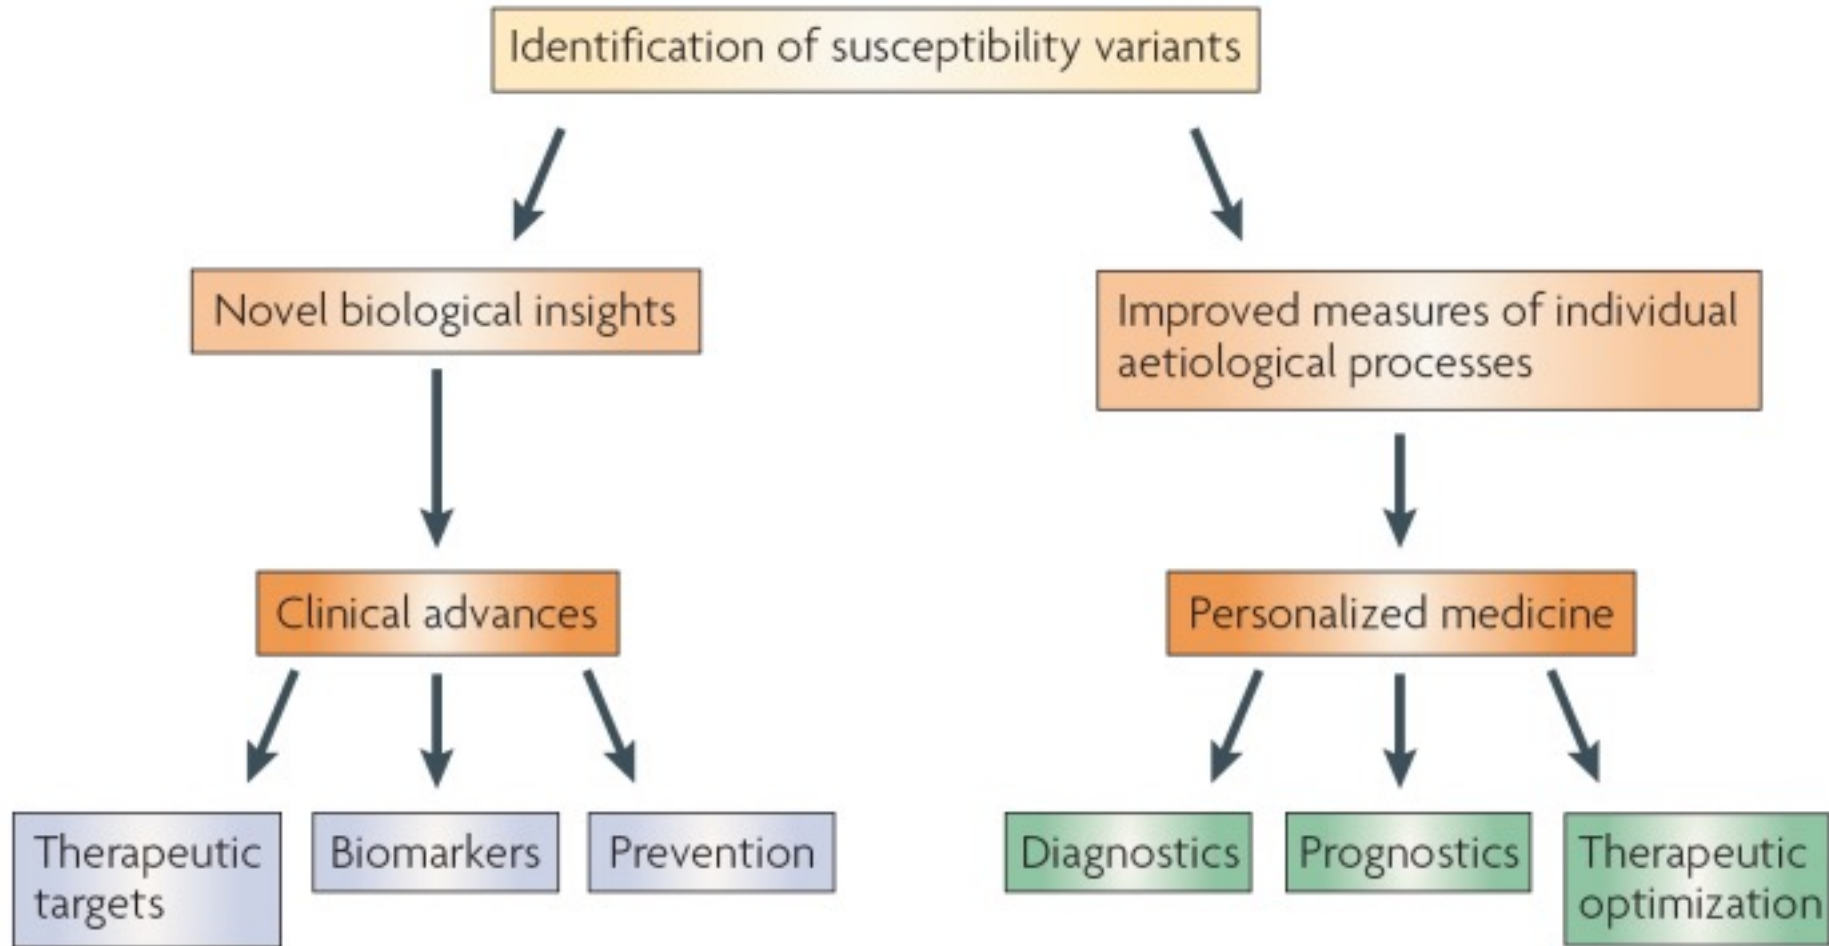 Identification of susceptibility variants
Novel biological insights
Improved measures of individual
aetiological processes
Clinical advances
Personalized medicine
Therapeutic
targets
Biomarkers
Prevention
Diagnostics
Prognostics
Therapeutic
optimization